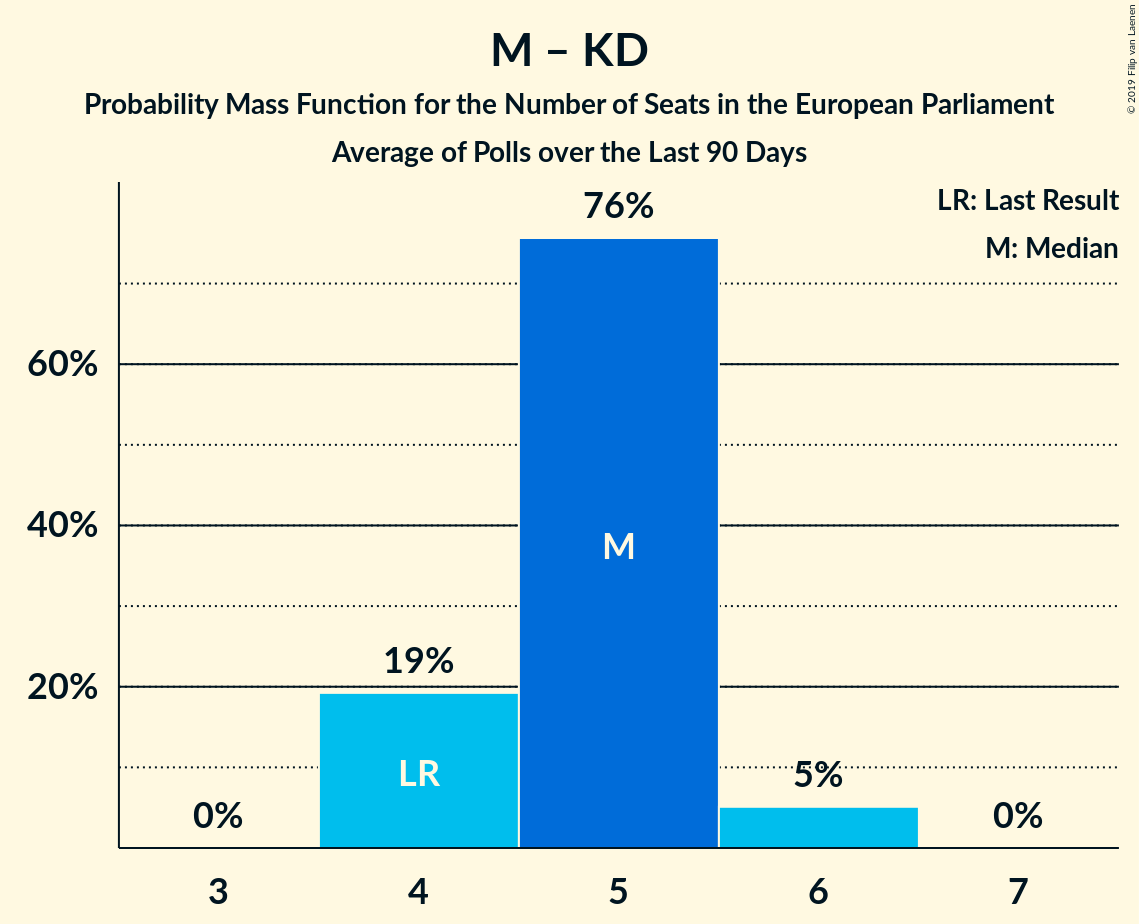 M – KD
Probability Mass Function for the Number of Seats in the European Parliament
Average of Polls over the Last 90 Days
© 2019 Filip van Laenen
LR: Last Result
M: Median
76%
60%
40%
M
19%
20%
LR
5%
0%
0%
3
4
5
6
7